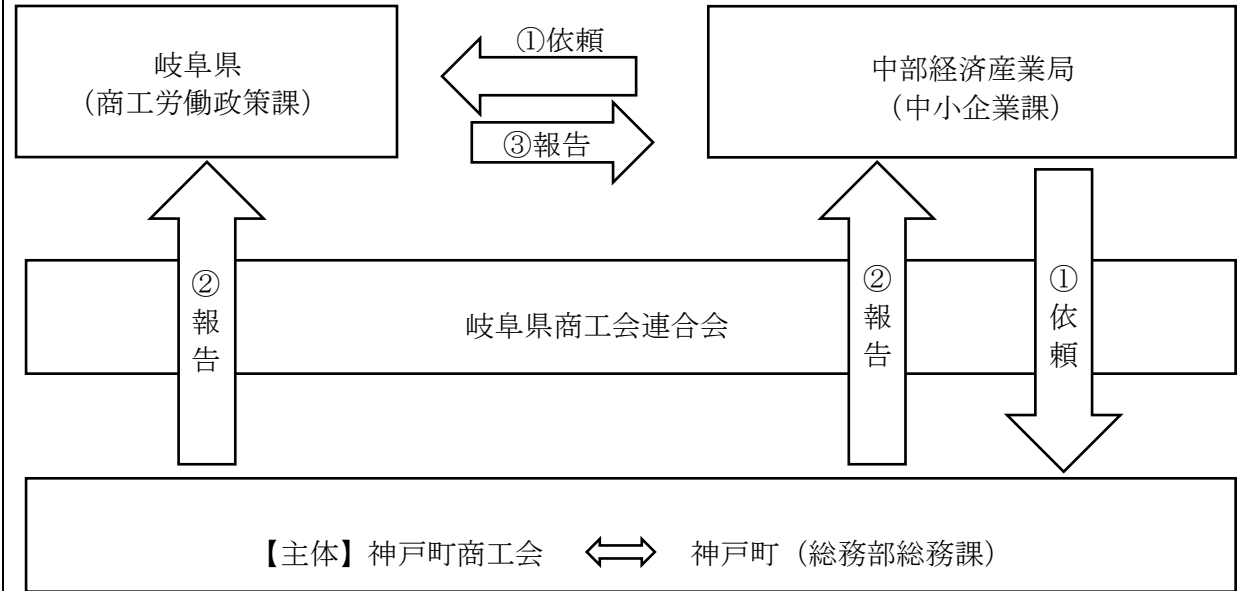 岐阜県
（商工労働政策課）
①依頼
③報告
中部経済産業局
（中小企業課）
②報告
岐阜県商工会連合会
②報告
①依頼
【主体】神戸町商工会
神戸町（総務部総務課）